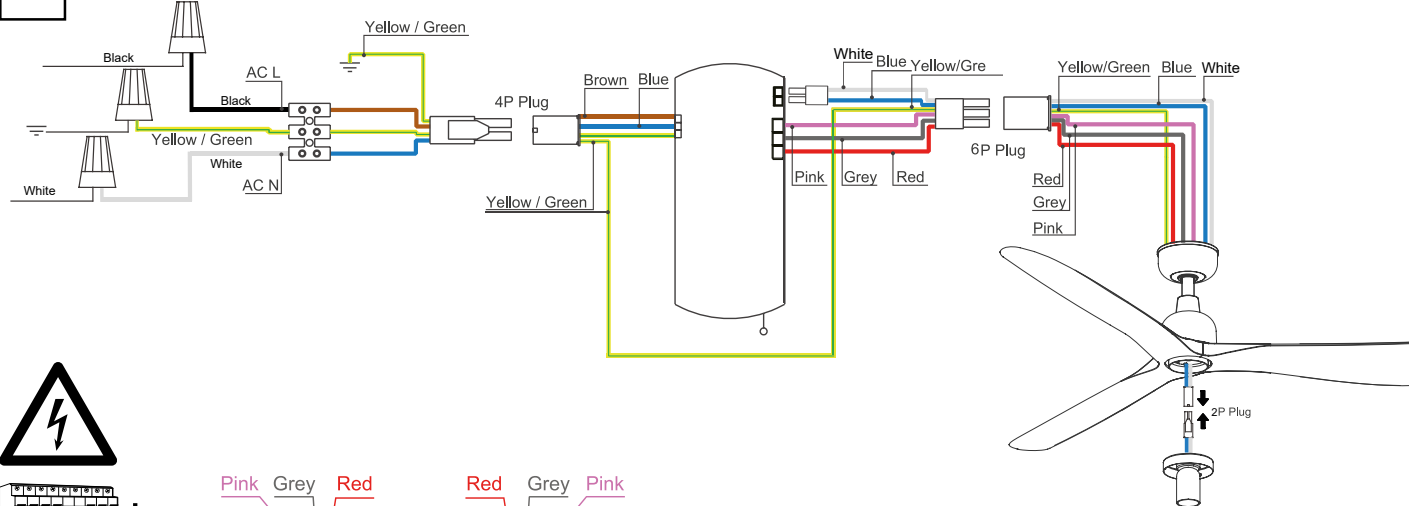 Black
AC L
Black
Yellow / Green
White
White
AC N
Yellow / Green
4P Plug
Brown
Blue
Yellow / Green
White
Blue
Yellow/Gre
Pink
Grey
Red
6P Plug
Yellow/Green
Blue
White
Red
Grey
Pink
2P Plug
Pink
Grey
Red
Red
Grey
Pink